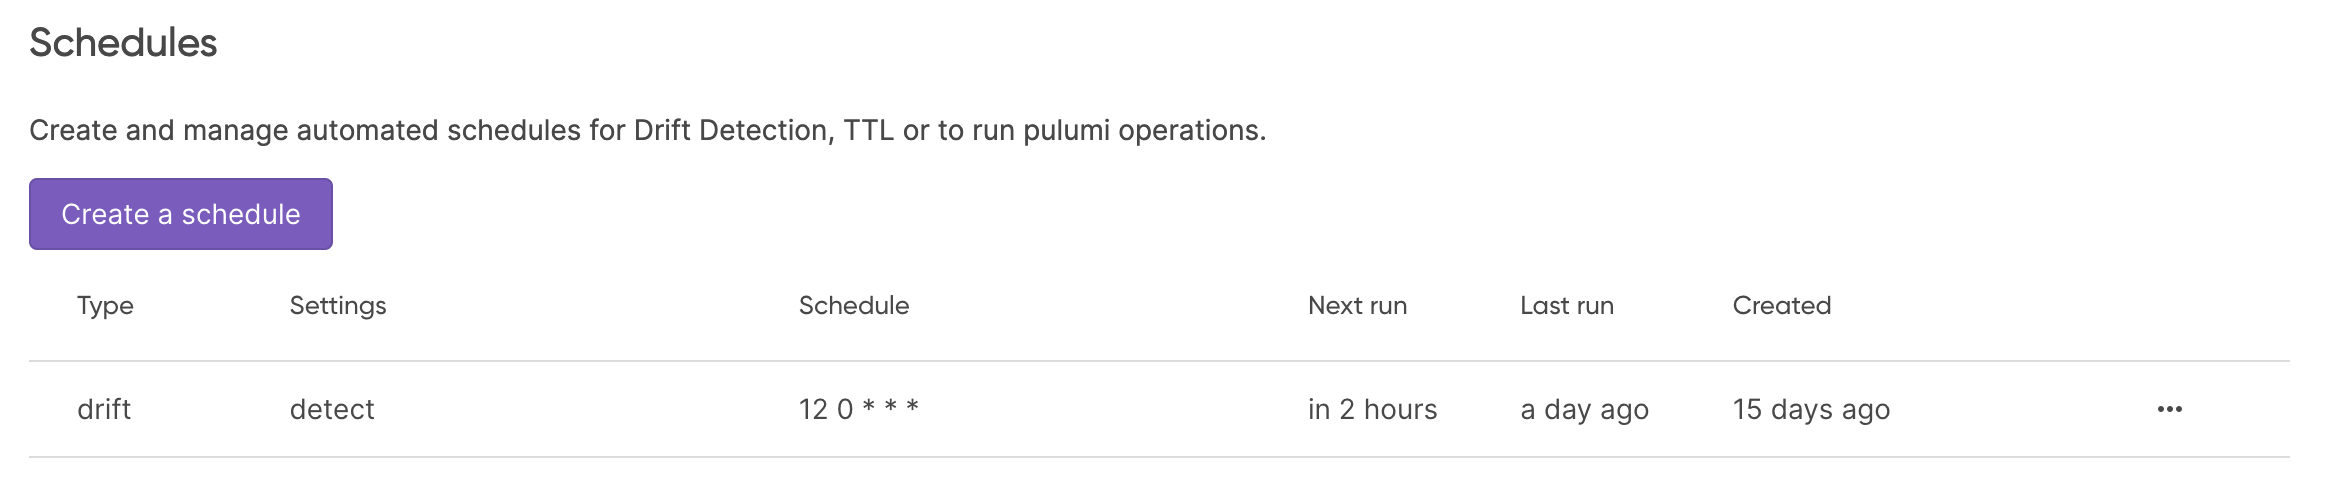 Schedules
Create and manage automated schedules for Drift Detection, TTL or to run pulumi operations.
Create a schedule
Type Settings Schedule Next run Last run Created
drift detect 12 0 * * * in 2 hours a day ago 15 days ago